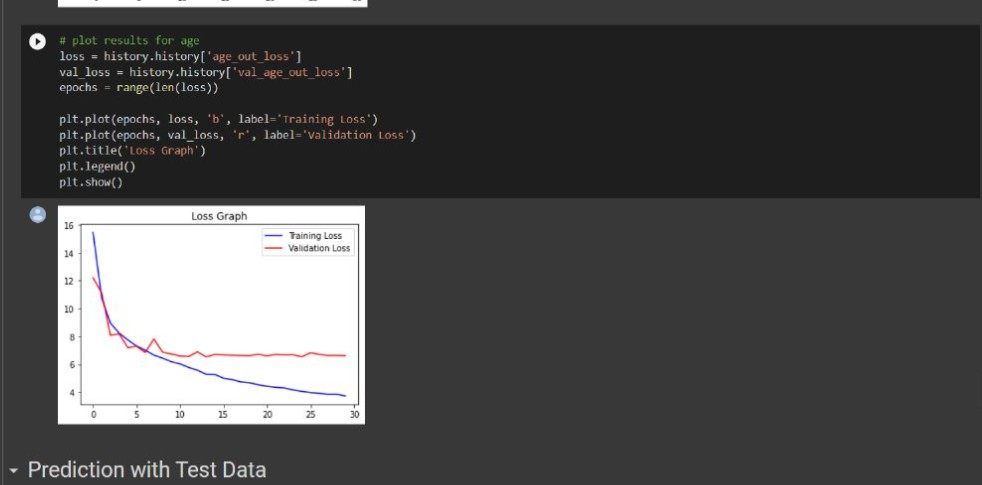 # plot results for age
loss = history.history['age_out_loss']
val_loss = history.history['val_age_out_loss']
epochs = range(len(loss))
plt.plot(epochs, loss, 'b', label='Training Loss')
plt.plot(epochs, val_loss, 'r', label='Validation Loss')
plt.title('Loss Graph')
plt.legend()
plt.show()
Loss Graph
Training Loss
Validation Loss
16
14
12
10
8
6
4
0 5 10 15 20 25 30
Prediction with Test Data